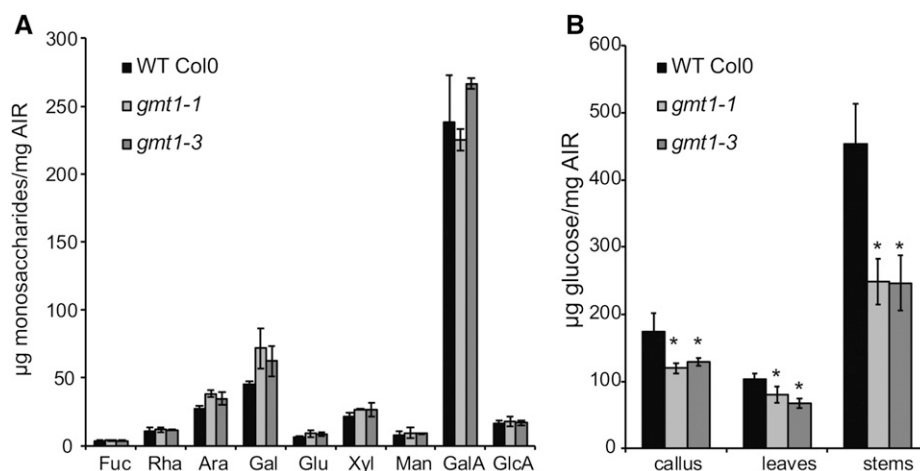 A
µg monosaccharides/mg AIR
300
250
200
150
100
50
0
WT Col0
gmt1-1
gmt1-3
Fuc Rha Ara Gal Glu Xyl Man GalA GlcA
B
µg glucose/mg AIR
600
500
400
300
200
100
0
WT Col0
gmt1-1
gmt1-3
* *
* *
* *
callus leaves stems